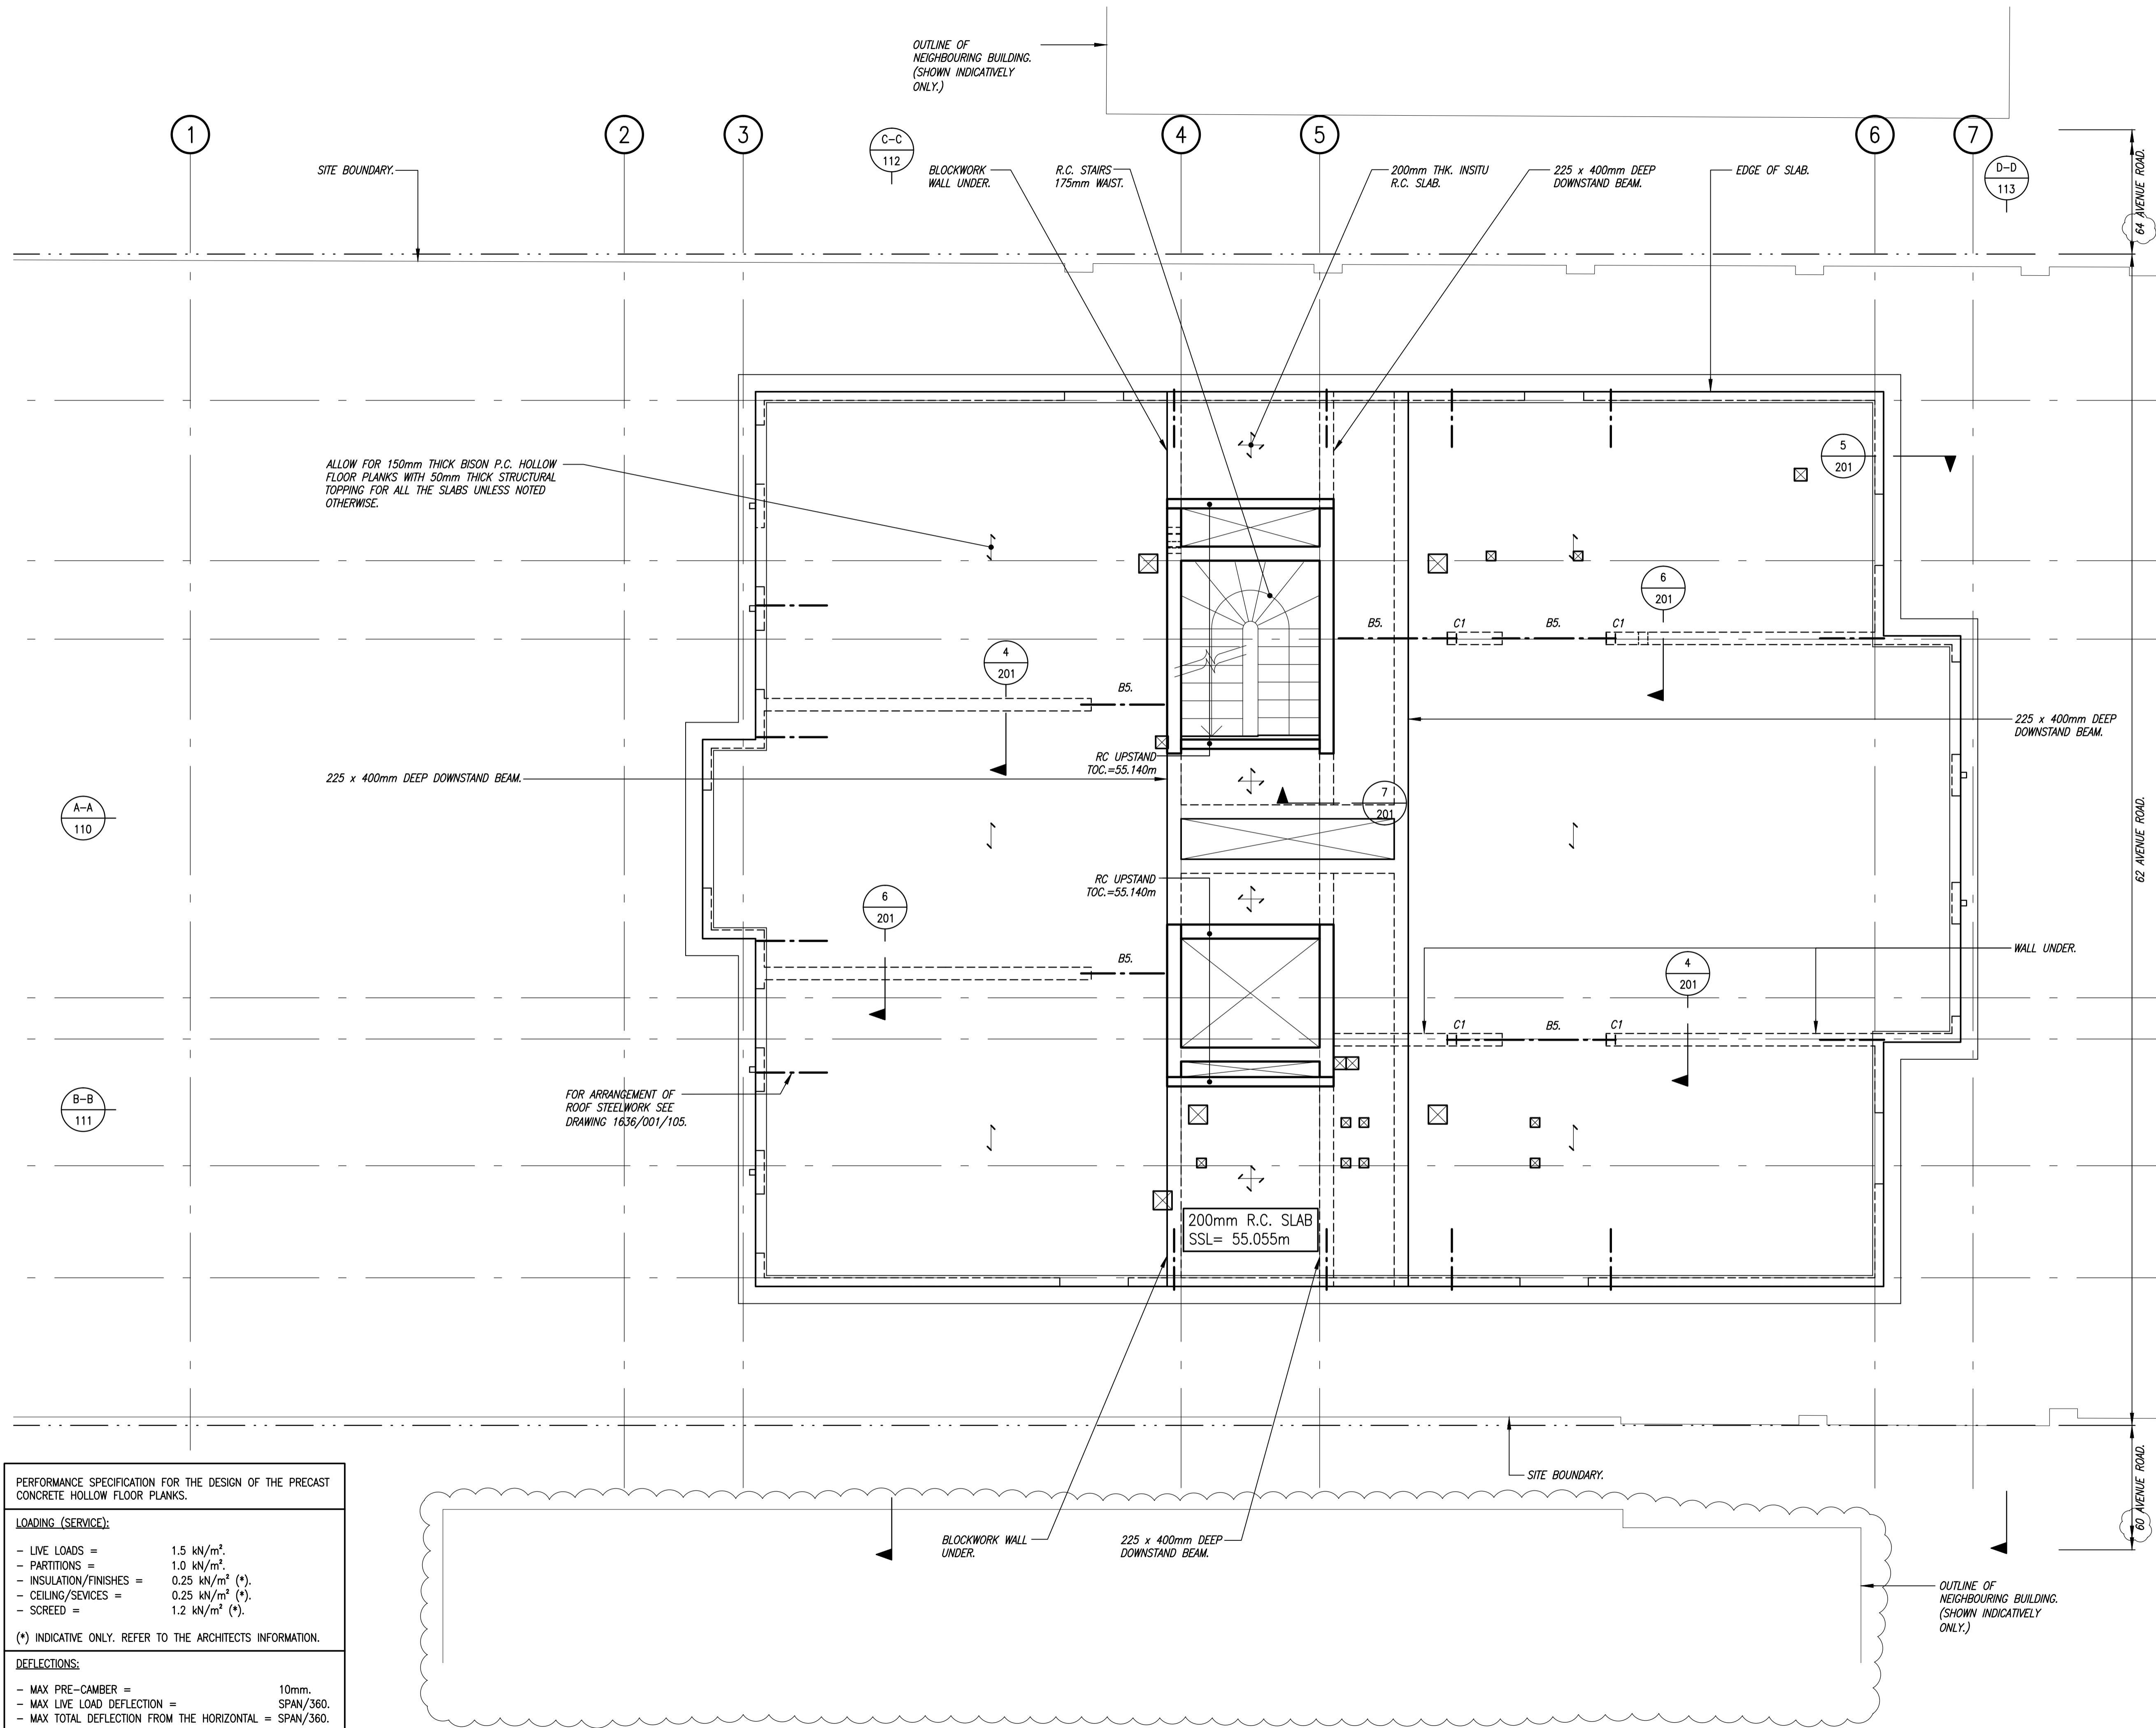 OUTLINE OF
NEIGHBOURING BUILDING.
(SHOWN INDICATIVELY
ONLY.)
1
2
3
4
5
6
7
C-C
112
D-D
113
SITE BOUNDARY.
BLOCKWORK
WALL UNDER.
R.C. STAIRS
175mm WAIST.
200mm THK. INSITU
R.C. SLAB.
225 x 400mm DEEP
DOWNSTAND BEAM.
EDGE OF SLAB.
64 AVENUE ROAD.
ALLOW FOR 150mm THICK BISON P.C. HOLLOW
FLOOR PLANKS WITH 50mm THICK STRUCTURAL
TOPPING FOR ALL THE SLABS UNLESS NOTED
OTHERWISE.
5
201
6
201
B5.
C1
B5.
C1
4
201
B5.
225 x 400mm DEEP
DOWNSTAND BEAM.
RC UPSTAND
TOC.=55.140m
225 x 400mm DEEP DOWNSTAND BEAM.
7
201
A-A
110
62 AVENUE ROAD.
RC UPSTAND
TOC.=55.140m
6
201
B5.
WALL UNDER.
4
201
C1
B5.
C1
FOR ARRANGEMENT OF
ROOF STEELWORK SEE
DRAWING 1636/001/105.
B-B
111
200mm R.C. SLAB
SSL= 55.055m
SITE BOUNDARY.
60 AVENUE ROAD.
BLOCKWORK WALL
UNDER.
225 x 400mm DEEP
DOWNSTAND BEAM.
OUTLINE OF
NEIGHBOURING BUILDING.
(SHOWN INDICATIVELY
ONLY.)
PERFORMANCE SPECIFICATION FOR THE DESIGN OF THE PRECAST
CONCRETE HOLLOW FLOOR PLANKS.
LOADING (SERVICE):
- LIVE LOADS = 1.5 kN/m².
- PARTITIONS = 1.0 kN/m².
- INSULATION/FINISHES = 0.25 kN/m² (*).
- CEILING/SEVICES = 0.25 kN/m² (*).
- SCREED = 1.2 kN/m² (*).
(*) INDICATIVE ONLY. REFER TO THE ARCHITECTS INFORMATION.
DEFLECTIONS:
- MAX PRE-CAMBER = 10mm.
- MAX LIVE LOAD DEFLECTION = SPAN/360.
- MAX TOTAL DEFLECTION FROM THE HORIZONTAL = SPAN/360.